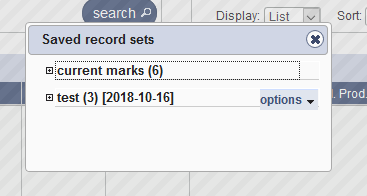 search
Display: List Sort:
Saved record sets
current marks (6)
test (3) [2018-10-16]
options
. Prod.